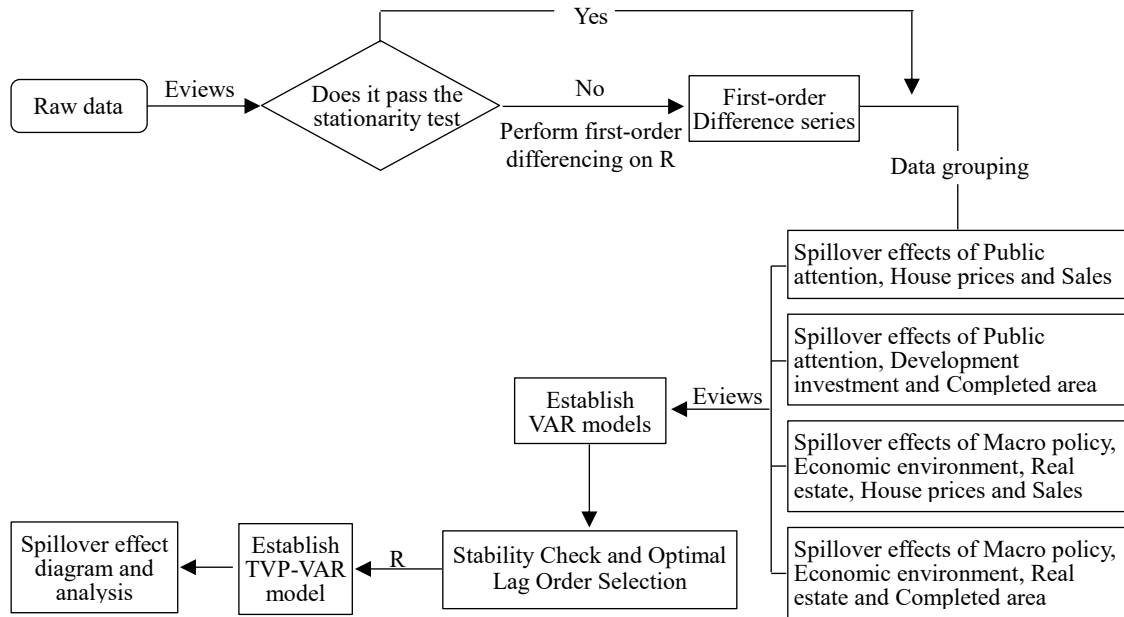 Yes
Raw data
Eviews
Does it pass the
stationarity test
No
Perform first-order
differencing on R
First-order
Difference series
Data grouping
Spillover effects of Public
attention, House prices and Sales
Spillover effects of Public
attention, Development
investment and Completed area
Spillover effects of Macro policy,
Economic environment, Real
estate, House prices and Sales
Spillover effects of Macro policy,
Economic environment, Real
estate and Completed area
Eviews
Establish
VAR models
Stability Check and Optimal
Lag Order Selection
R
Establish
TVP-VAR
model
Spillover effect
diagram and
analysis